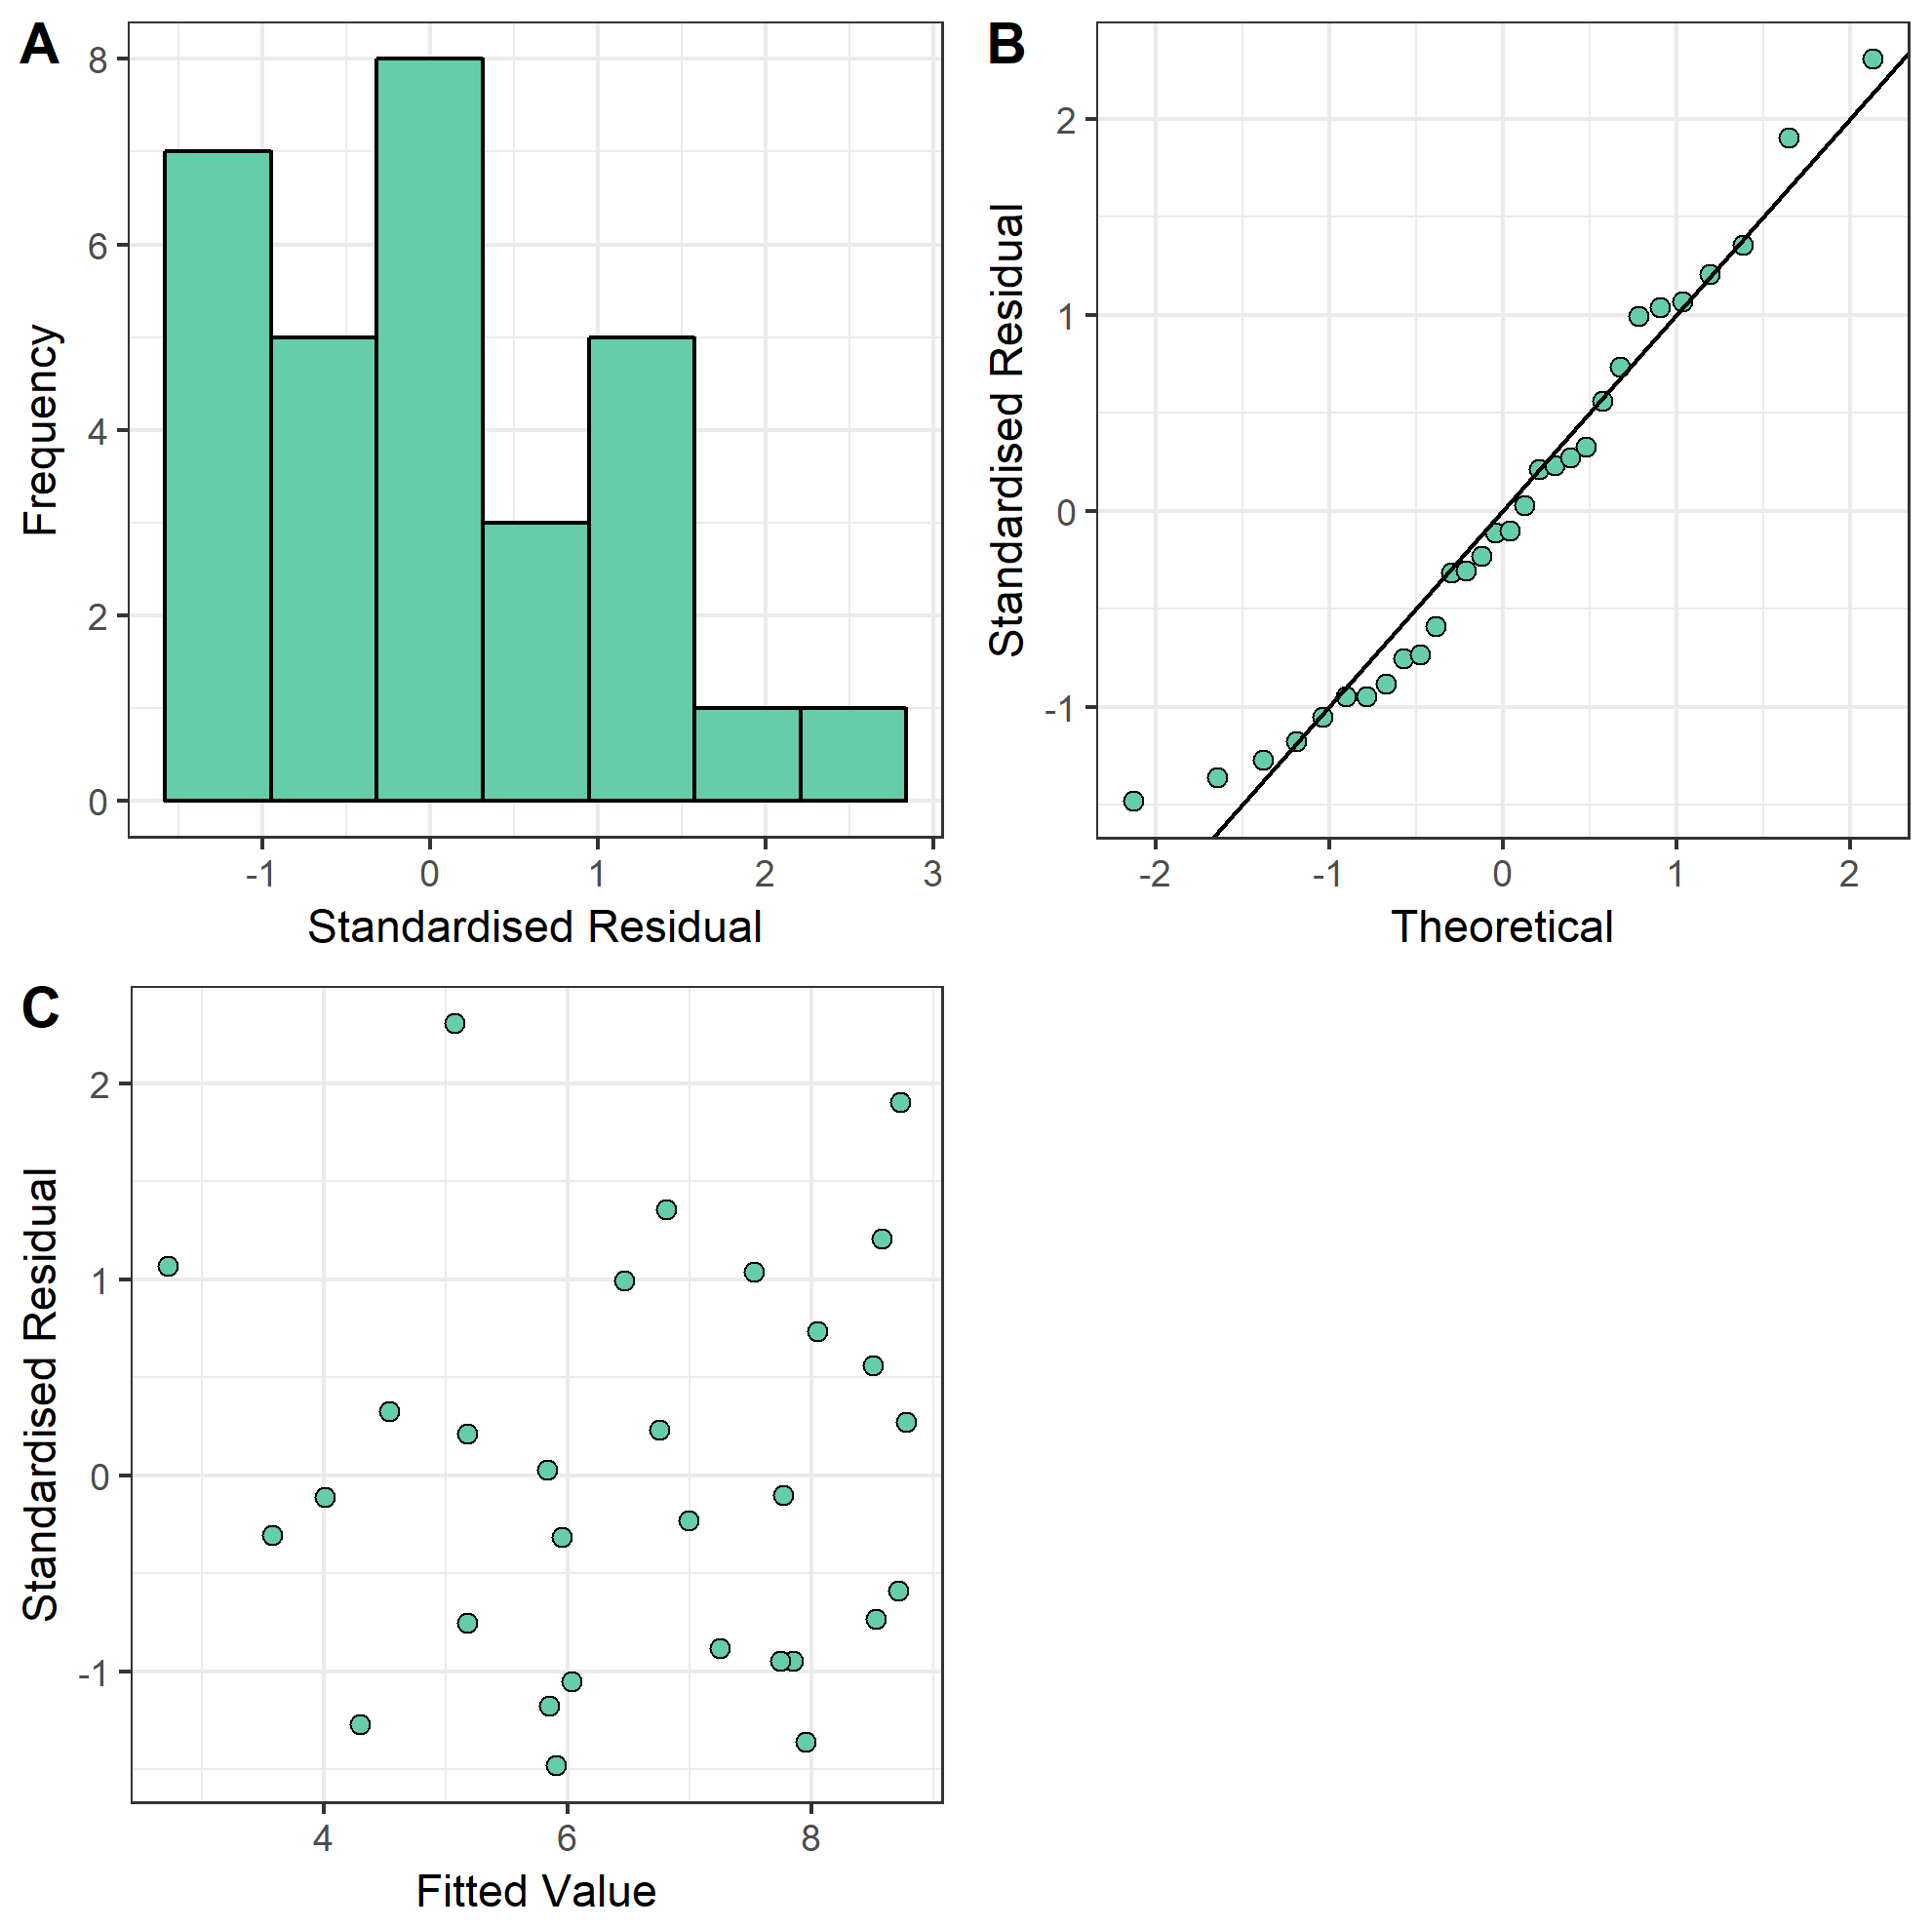 A
8
6
4
2
0
Frequency
-1 0 1 2 3
Standardised Residual
B
2
1
0
-1
Standardised Residual
-2 -1 0 1 2
Theoretical
C
2
1
0
-1
Standardised Residual
4 6 8
Fitted Value